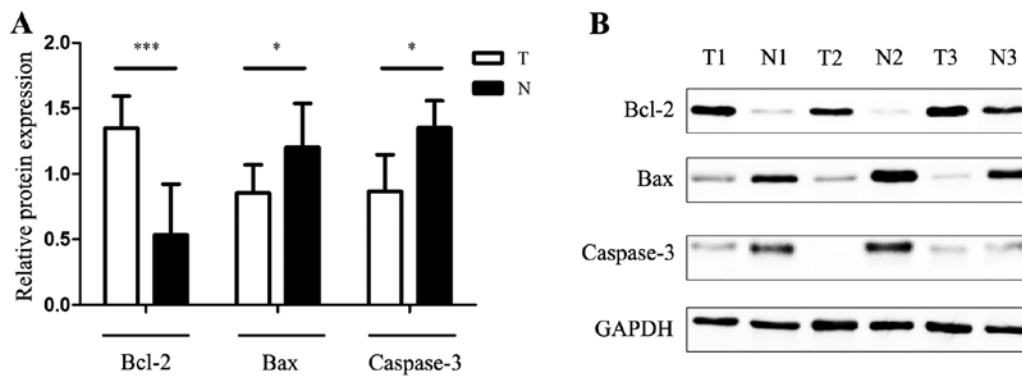 A
Relative protein expression
2.0
1.5
1.0
0.5
0.0
***
*
*
T
N
Bcl-2
Bax
Caspase-3
B
T1 N1 T2 N2 T3 N3
Bcl-2
Bax
Caspase-3
GAPDH